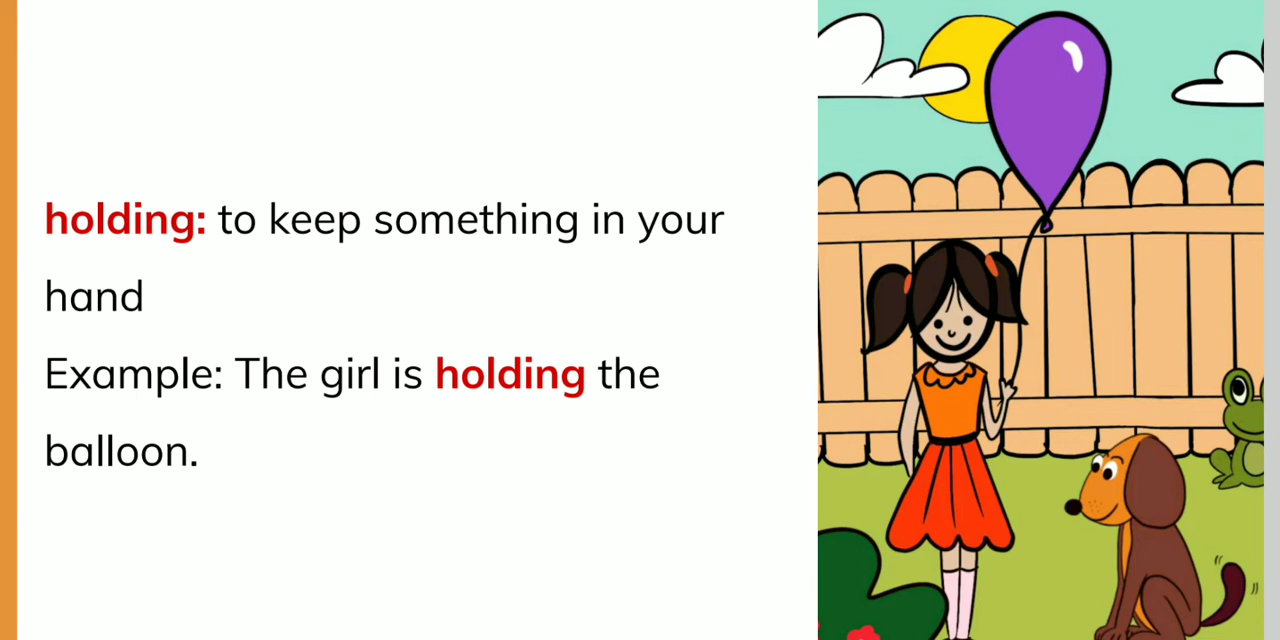 holding: to keep something in your
hand
Example: The girl is holding the
balloon.